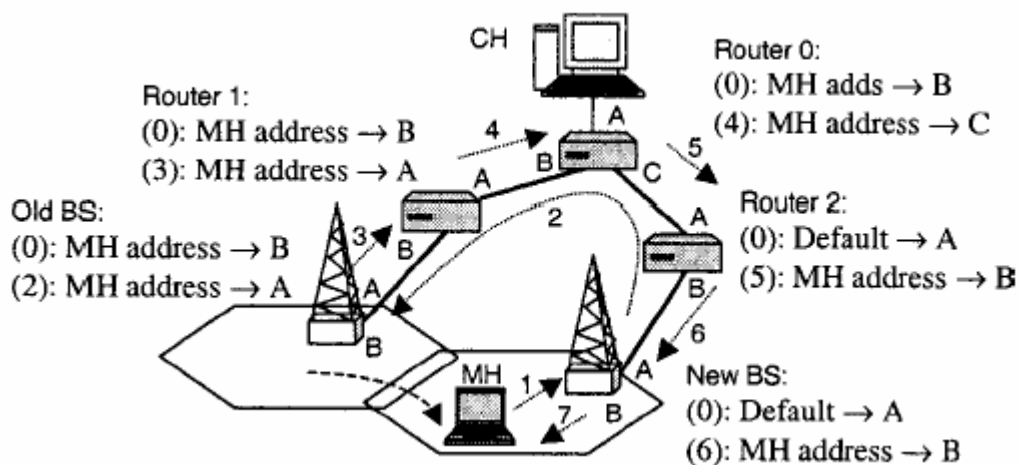 CH
Router 0:
(0): MH adds → B
(4): MH address → C
Router 1:
(0): MH address → B
(3): MH address → A
4
A
B
C
5
A
B
Old BS:
(0): MH address → B
(2): MH address → A
3
2
A
B
Router 2:
(0): Default → A
(5): MH address → B
A
B
6
MH
1
7
A
B
New BS:
(0): Default → A
(6): MH address → B